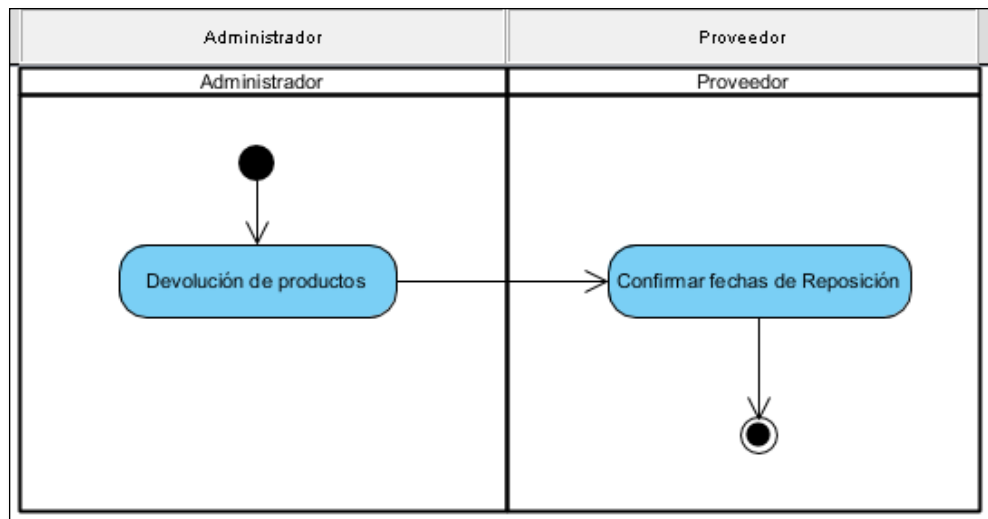 Administrador
Proveedor
Administrador
Proveedor
Devolución de productos
Confirmar fechas de Reposición